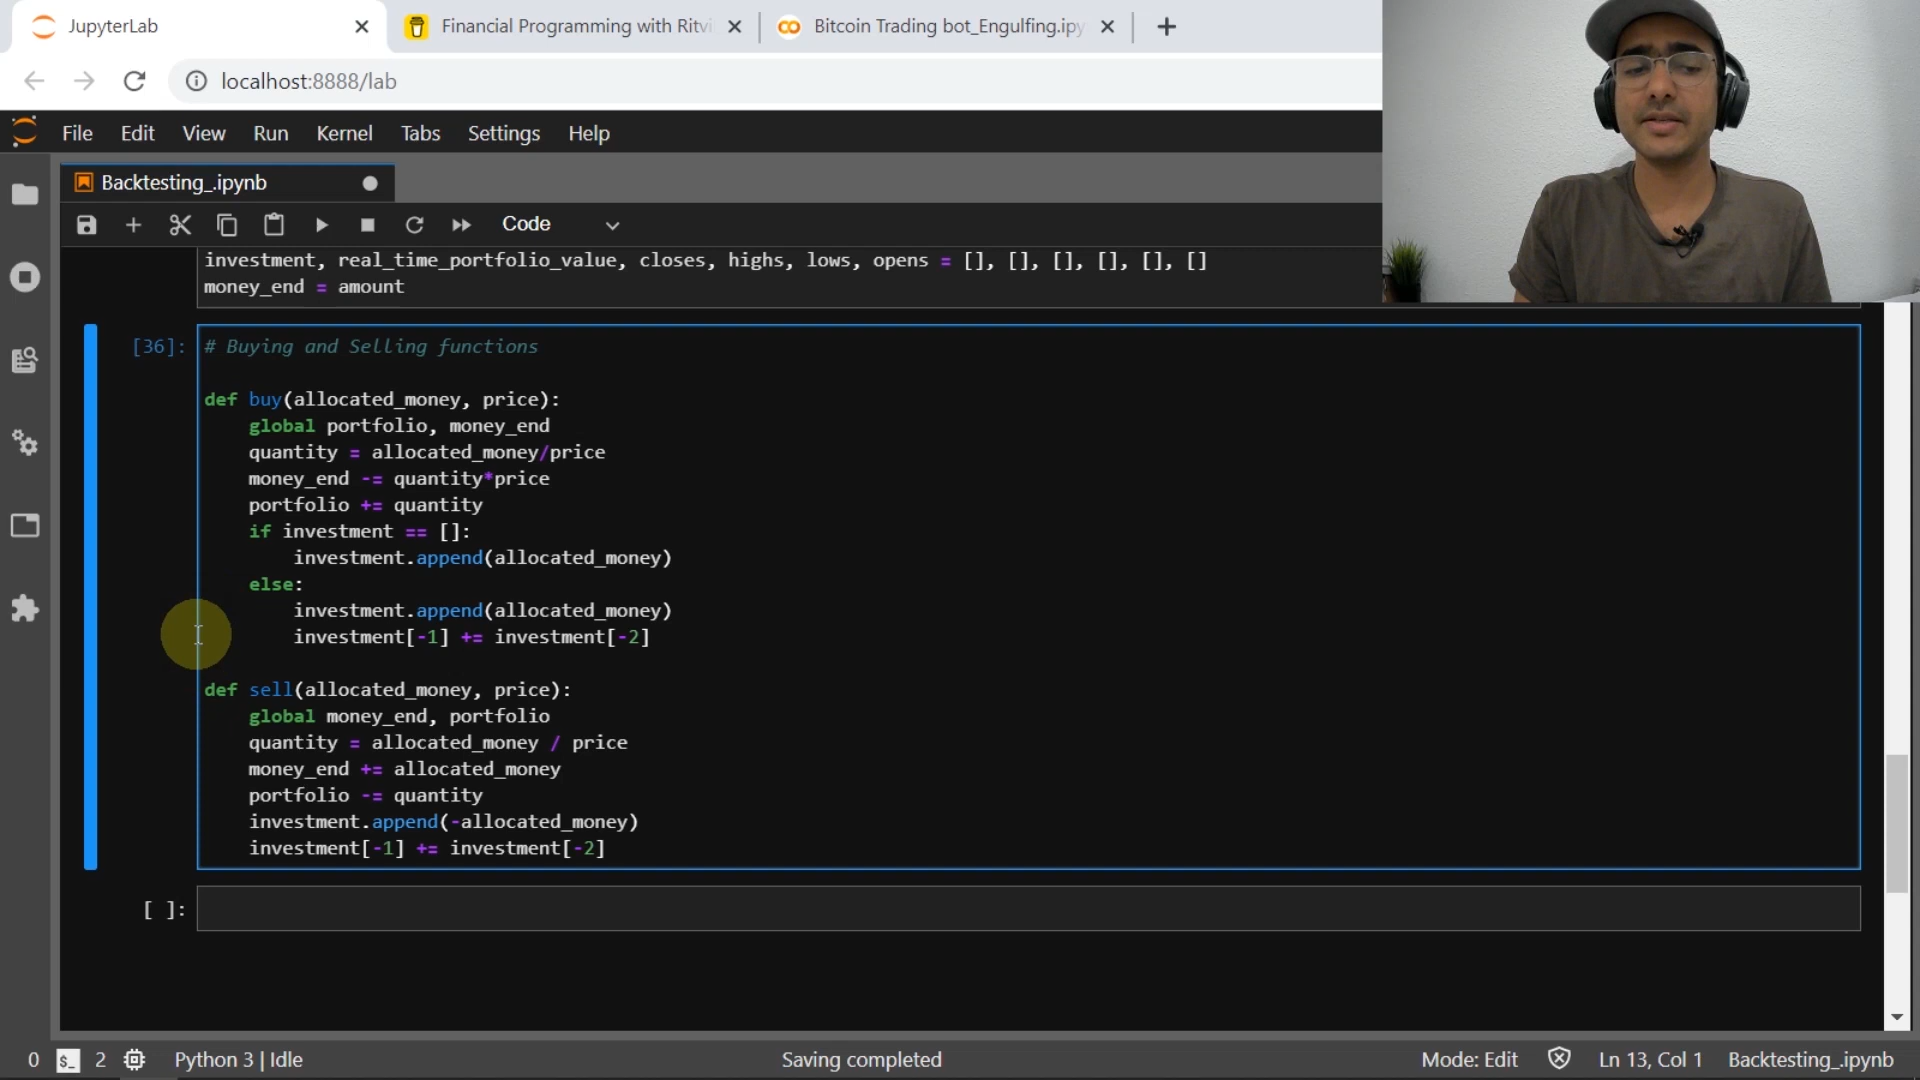 JupyterLab
Financial Programming with Ritvi
Bitcoin Trading bot_Engulfing.ipy
localhost:8888/lab
File Edit View Run Kernel Tabs Settings Help
Backtesting_.ipynb
Code
investment, real_time_portfolio_value, closes, highs, lows, opens = [], [], [], [], [], []
money_end = amount
[36]: # Buying and Selling functions
def buy(allocated_money, price):
global portfolio, money_end
quantity = allocated_money/price
money_end -= quantity*price
portfolio += quantity
if investment == []:
investment.append(allocated_money)
else:
investment.append(allocated_money)
investment[-1] += investment[-2]
def sell(allocated_money, price):
global money_end, portfolio
quantity = allocated_money / price
money_end += allocated_money
portfolio -= quantity
investment.append(-allocated_money)
investment[-1] += investment[-2]
[ ]:
0 $_ 2 Python 3 | Idle Saving completed Mode: Edit Ln 13, Col 1 Backtesting_.ipynb